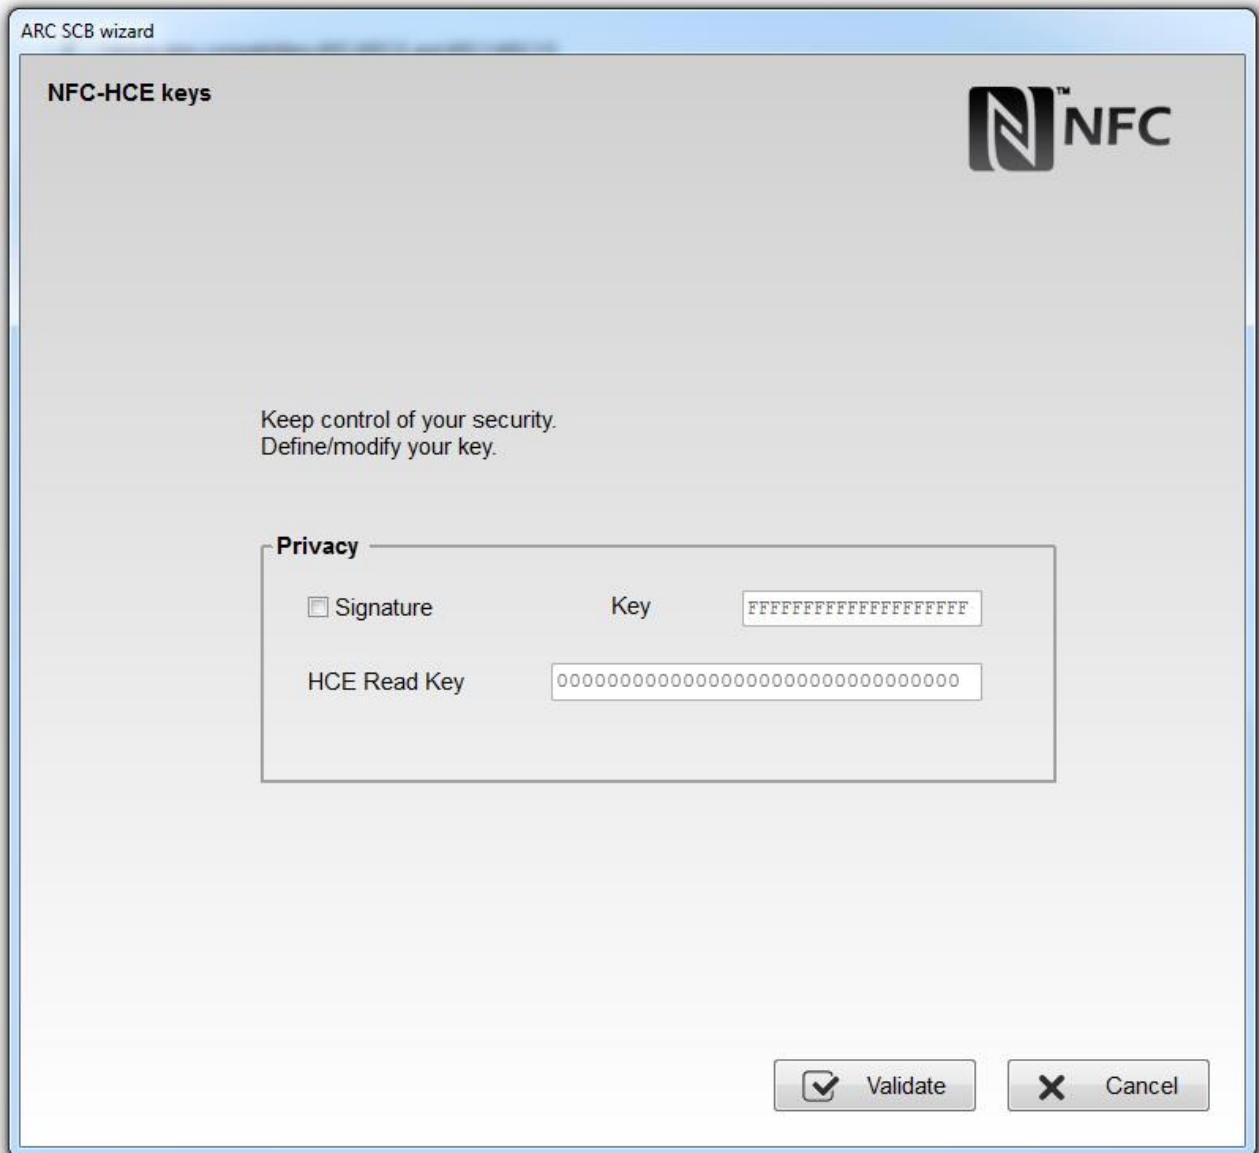 ARC SCB wizard
NFC-HCE keys
™
NFC
Keep control of your security.
Define/modify your key.
Privacy
Signature
Key
FFFFFFFFFFFFFFFFFFFF
HCE Read Key
00000000000000000000000000000000
Validate
Cancel